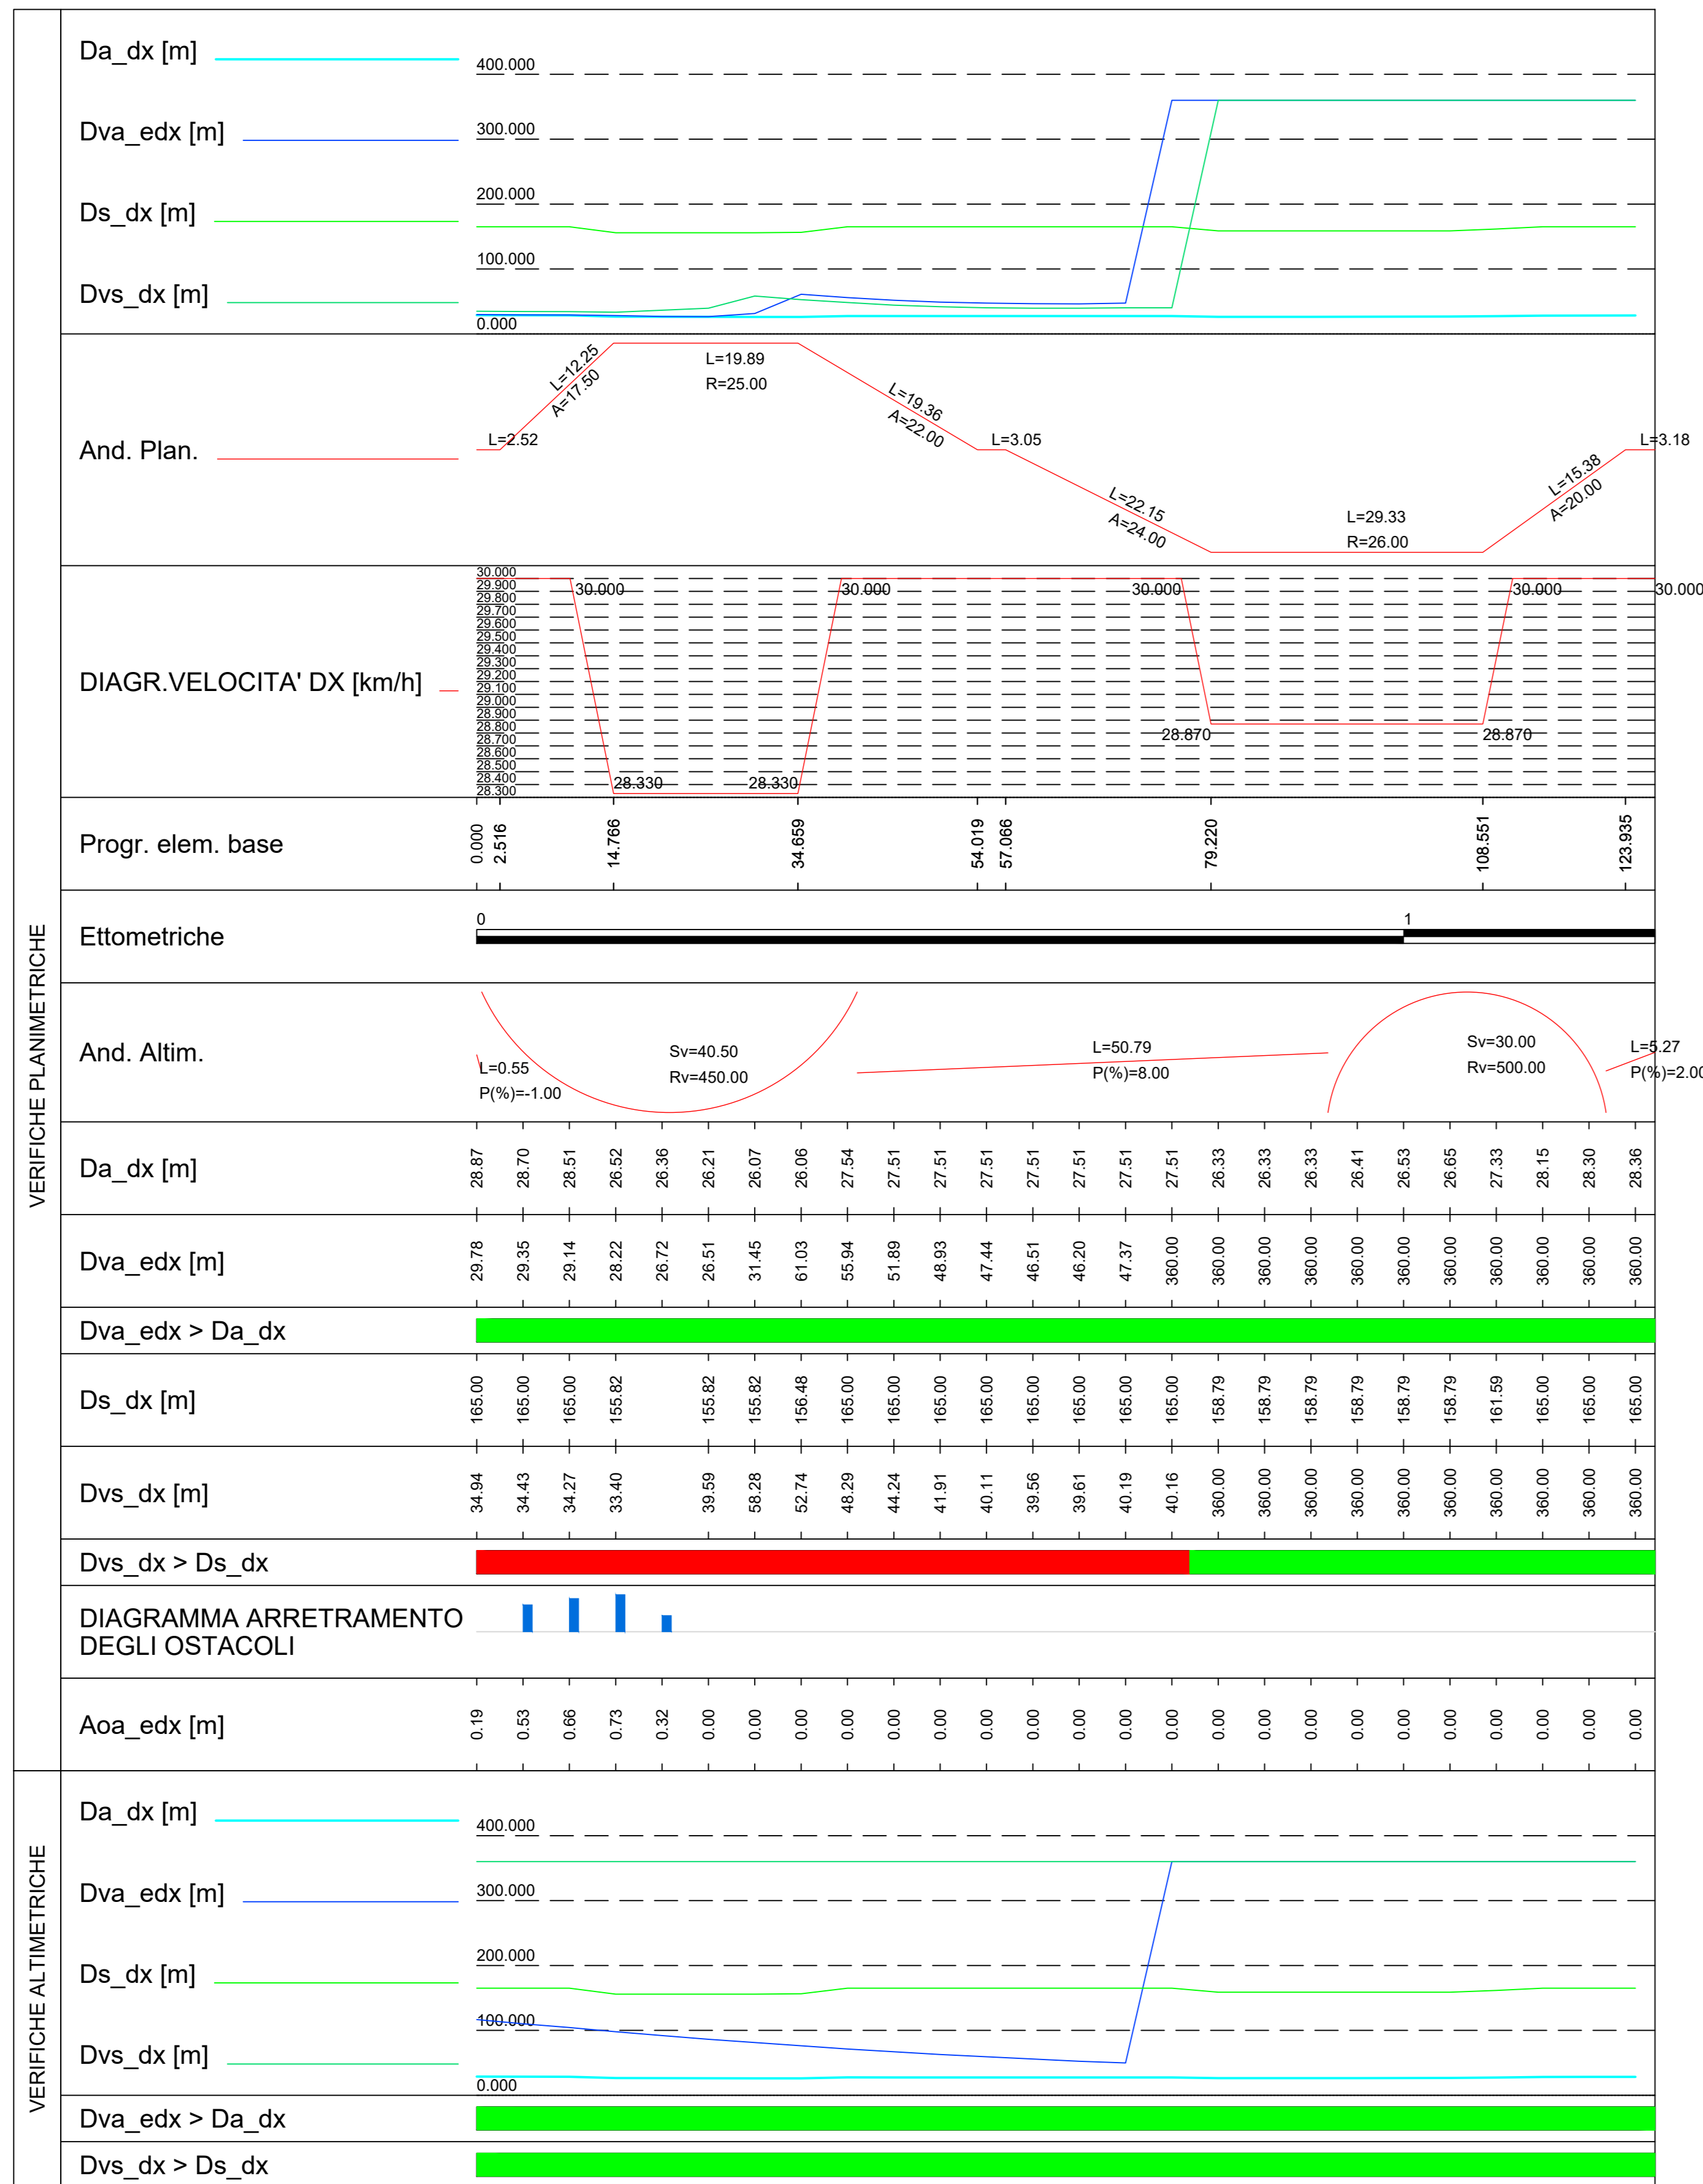 VERIFICHE PLANIMETRICHE
Da_dx [m]
Dva_edx [m]
Ds_dx [m]
Dvs_dx [m]
400.000
300.000
200.000
100.000
0.000
And. Plan.
L=2.52
L=12.25
A=17.50
L=19.89
R=25.00
L=19.36
A=22.00
L=3.05
L=22.15
A=24.00
L=29.33
R=26.00
L=15.38
A=20.00
L=3.18
DIAGR.VELOCITA' DX [km/h]
30.000
29.900
29.800
29.700
29.600
29.500
29.400
29.300
29.200
29.100
29.000
28.900
28.800
28.700
28.600
28.500
28.400
28.300
30.000 28.330 28.330 30.000 30.000 28.870 28.870 30.000 30.000
Progr. elem. base
0.000 2.516 14.766 34.659 54.019 57.066 79.220 108.551 123.935
Ettometriche
0 1
And. Altim.
L=0.55
P(%)=-1.00
Sv=40.50
Rv=450.00
L=50.79
P(%)=8.00
Sv=30.00
Rv=500.00
L=5.27
P(%)=2.00
Da_dx [m]
28.87 28.70 28.51 26.52 26.36 26.21 26.07 26.06 27.54 27.51 27.51 27.51 27.51 27.51 27.51 27.51 26.33 26.33 26.33 26.41 26.53 26.65 27.33 28.15 28.30 28.36
Dva_edx [m]
29.78 29.35 29.14 28.22 26.72 26.51 31.45 61.03 55.94 51.89 48.93 47.44 46.51 46.20 47.37 360.00 360.00 360.00 360.00 360.00 360.00 360.00 360.00 360.00 360.00 360.00
Dva_edx > Da_dx
Ds_dx [m]
165.00 165.00 165.00 155.82 155.82 155.82 156.48 165.00 165.00 165.00 165.00 165.00 165.00 165.00 165.00 158.79 158.79 158.79 158.79 158.79 158.79 161.59 165.00 165.00 165.00
Dvs_dx [m]
34.94 34.43 34.27 33.40 39.59 58.28 52.74 48.29 44.24 41.91 40.11 39.56 39.61 40.19 40.16 360.00 360.00 360.00 360.00 360.00 360.00 360.00 360.00 360.00 360.00
Dvs_dx > Ds_dx
DIAGRAMMA ARRETRAMENTO
DEGLI OSTACOLI
Aoa_edx [m]
0.19 0.53 0.66 0.73 0.32 0.00 0.00 0.00 0.00 0.00 0.00 0.00 0.00 0.00 0.00 0.00 0.00 0.00 0.00 0.00 0.00 0.00 0.00 0.00 0.00 0.00
VERIFICHE ALTIMETRICHE
Da_dx [m]
Dva_edx [m]
Ds_dx [m]
Dvs_dx [m]
400.000
300.000
200.000
100.000
0.000
Dva_edx > Da_dx
Dvs_dx > Ds_dx